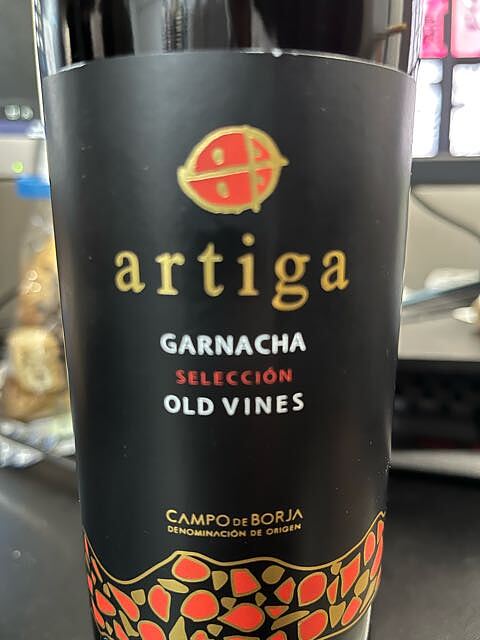 artiga
GARNACHA
SELECCIÓN
OLD VINES
CAMPO DE BORJA
DENOMINACIÓN DE ORIGEN